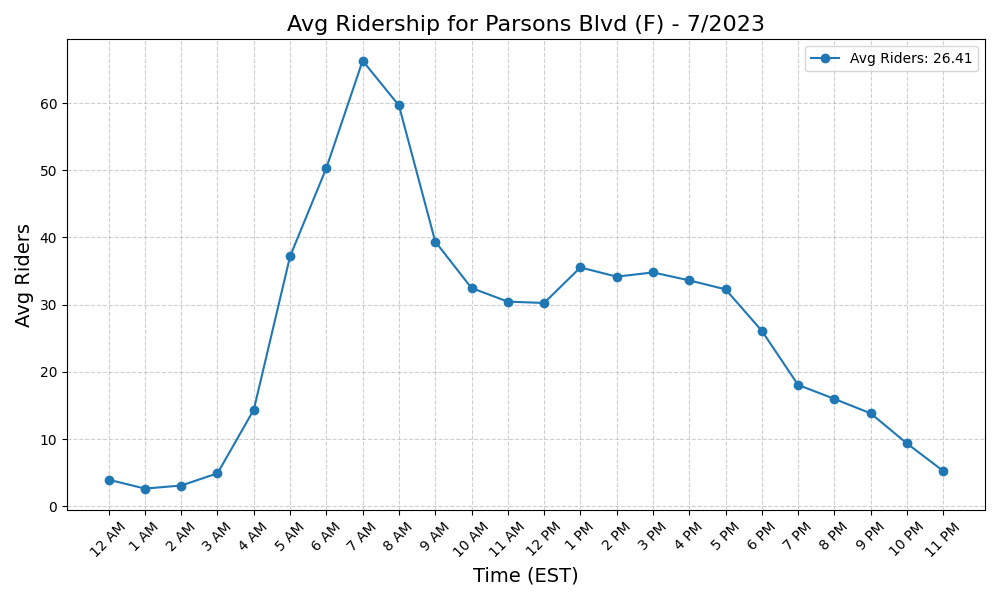 Avg Ridership for Parsons Blvd (F) - 7/2023
Avg Riders: 26.41
Avg Riders
60
50
40
30
20
10
0
12 AM
1 AM
2 AM
3 AM
4 AM
5 AM
6 AM
7 AM
8 AM
9 AM
10 AM
11 AM
12 PM
1 PM
2 PM
3 PM
4 PM
5 PM
6 PM
7 PM
8 PM
9 PM
10 PM
11 PM
Time (EST)